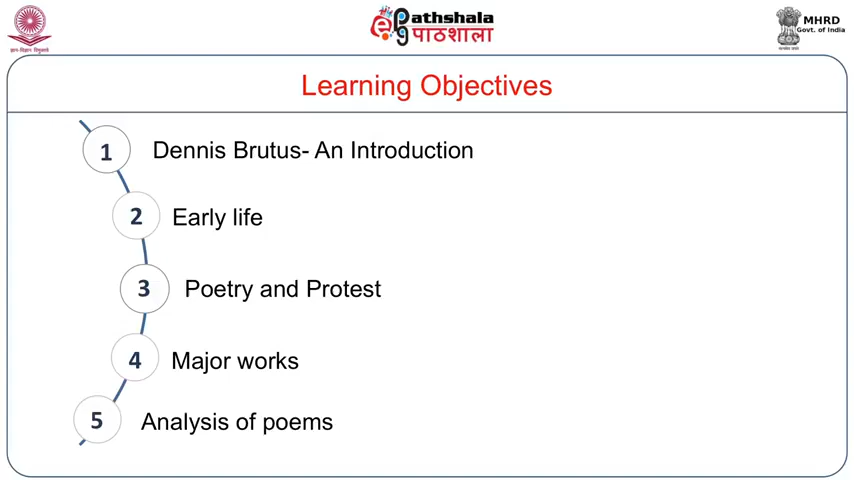 ePathshala
पाठशाला
MHRD
Govt. of India
Learning Objectives
1 Dennis Brutus- An Introduction
2 Early life
3 Poetry and Protest
4 Major works
5 Analysis of poems